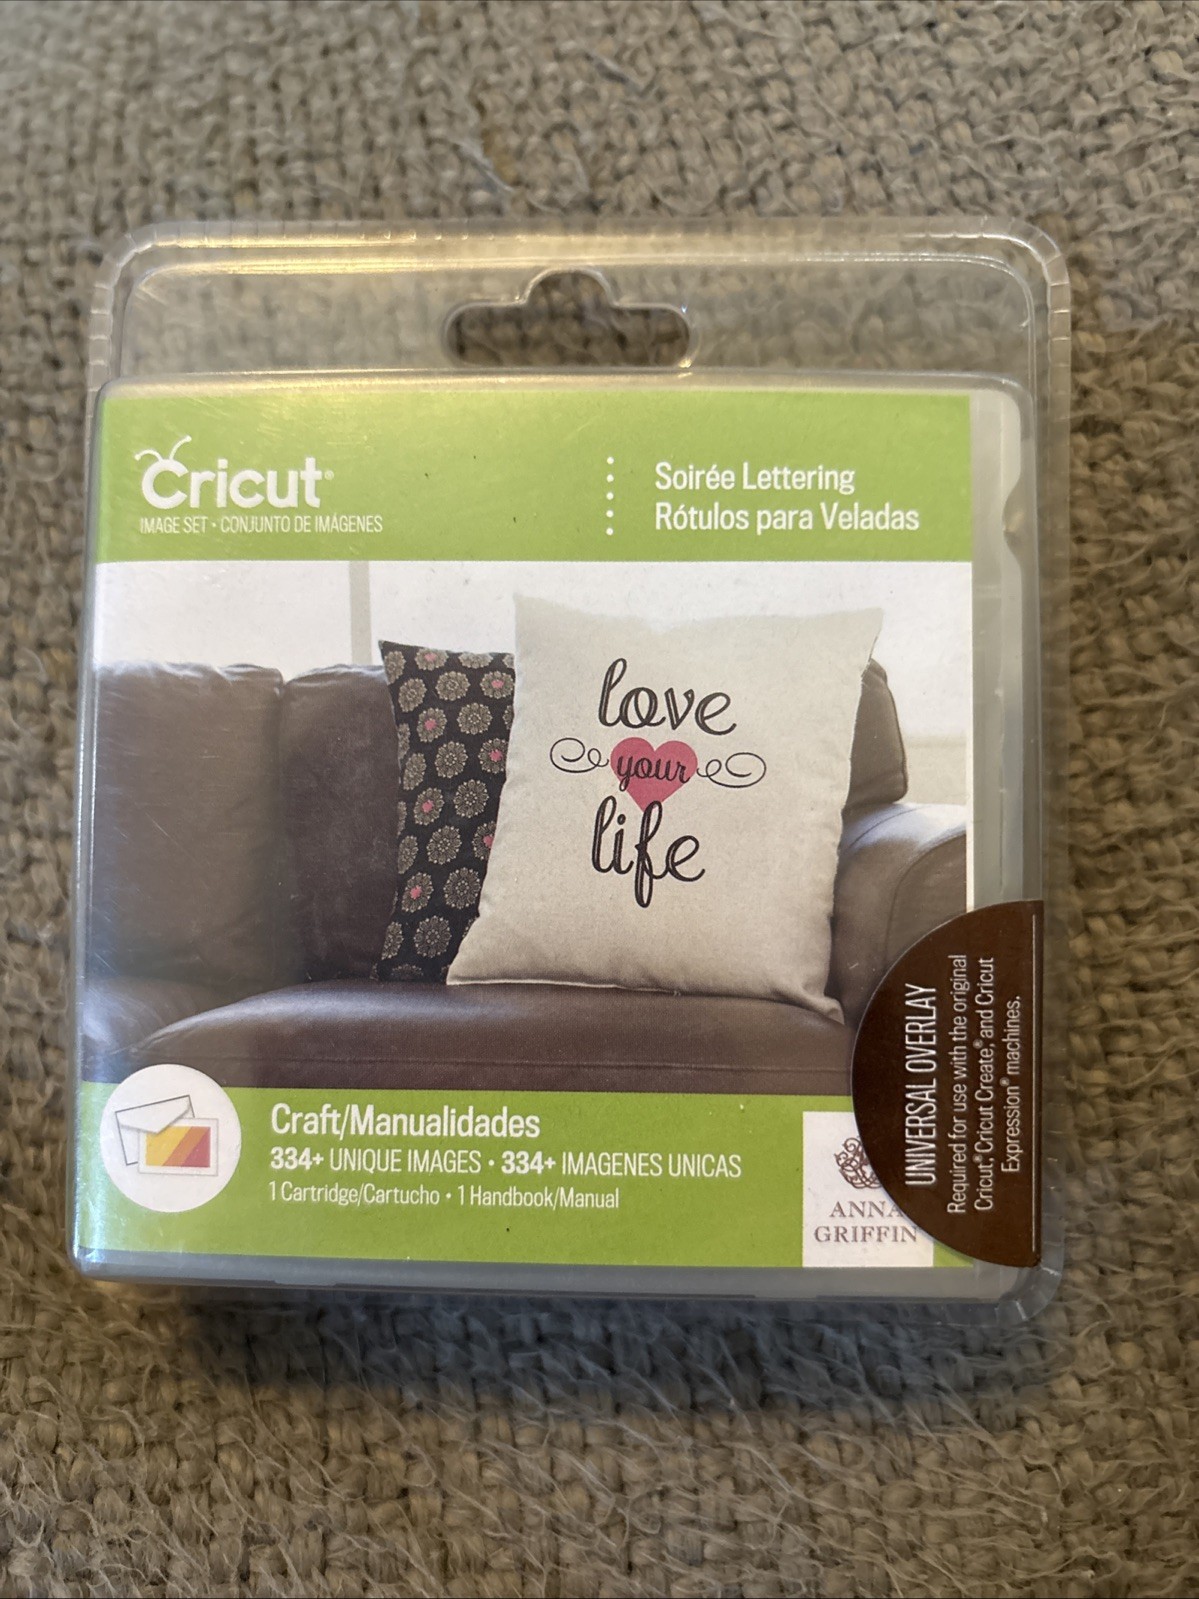 Cricut®
IMAGE SET • CONJUNTO DE IMÁGENES
Soirée Lettering
Rótulos para Veladas
love
your
life
Craft/Manualidades
334+ UNIQUE IMAGES • 334+ IMAGENES UNICAS
1 Cartridge/Cartucho • 1 Handbook/Manual
ANNA
GRIFFIN
UNIVERSAL OVERLAY
Required for use with the original
Cricut,® Cricut Create,® and Cricut
Expression® machines.